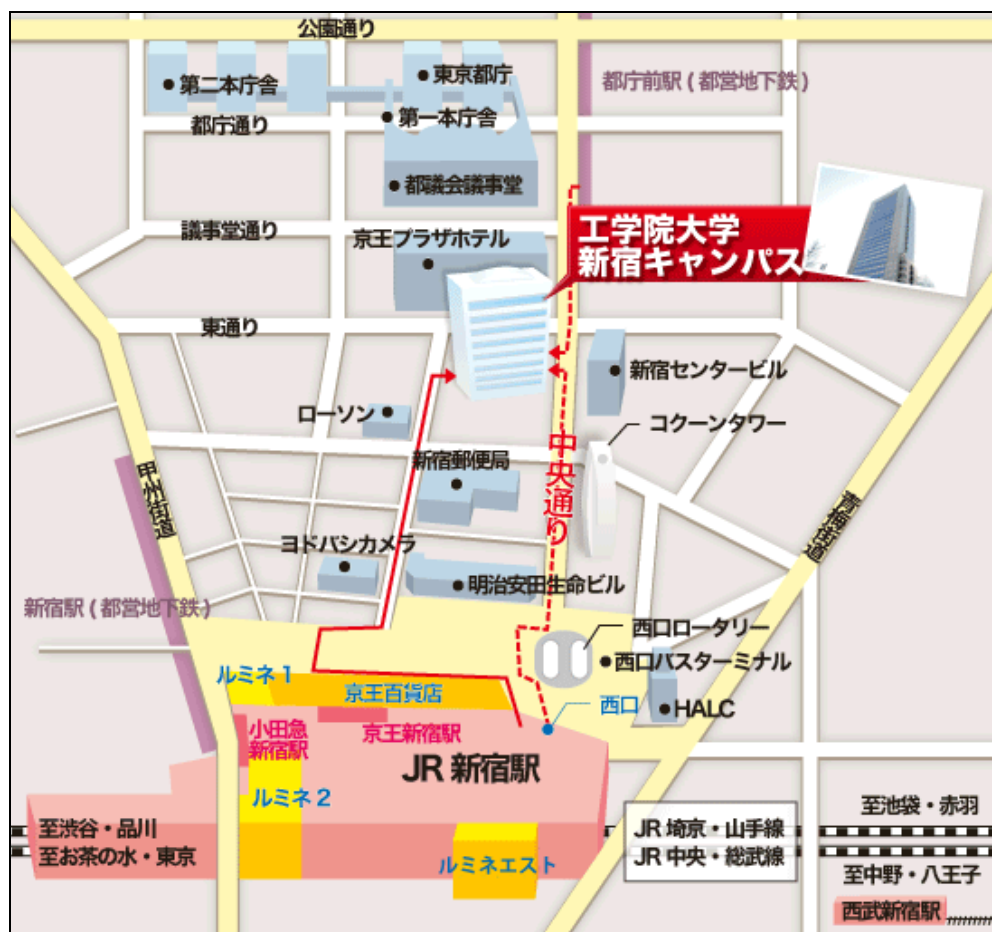 公園通り
東京都庁
都庁前駅(都営地下鉄)
第二本庁舎
第一本庁舎
都庁通り
都議会議事堂
議事堂通り
京王プラザホテル
工学院大学
新宿キャンパス
東通り
新宿センタービル
ローソン
コクーンタワー
新宿郵便局
中央通り
甲州街道
青梅街道
ヨドバシカメラ
明治安田生命ビル
新宿駅(都営地下鉄)
西口ロータリー
西口バスターミナル
ルミネ1
京王百貨店
西口
HALC
小田急
新宿駅
京王新宿駅
JR 新宿駅
ルミネ2
至渋谷・品川
至お茶の水・東京
ルミネエスト
JR 埼京・山手線
JR 中央・総武線
至池袋・赤羽
至中野・八王子
西武新宿駅